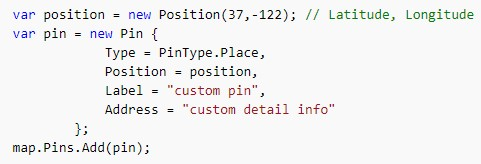 var position = new Position(37,-122); // Latitude, Longitude
var pin = new Pin {
            Type = PinType.Place,
            Position = position,
            Label = "custom pin",
            Address = "custom detail info"
        };
map.Pins.Add(pin);